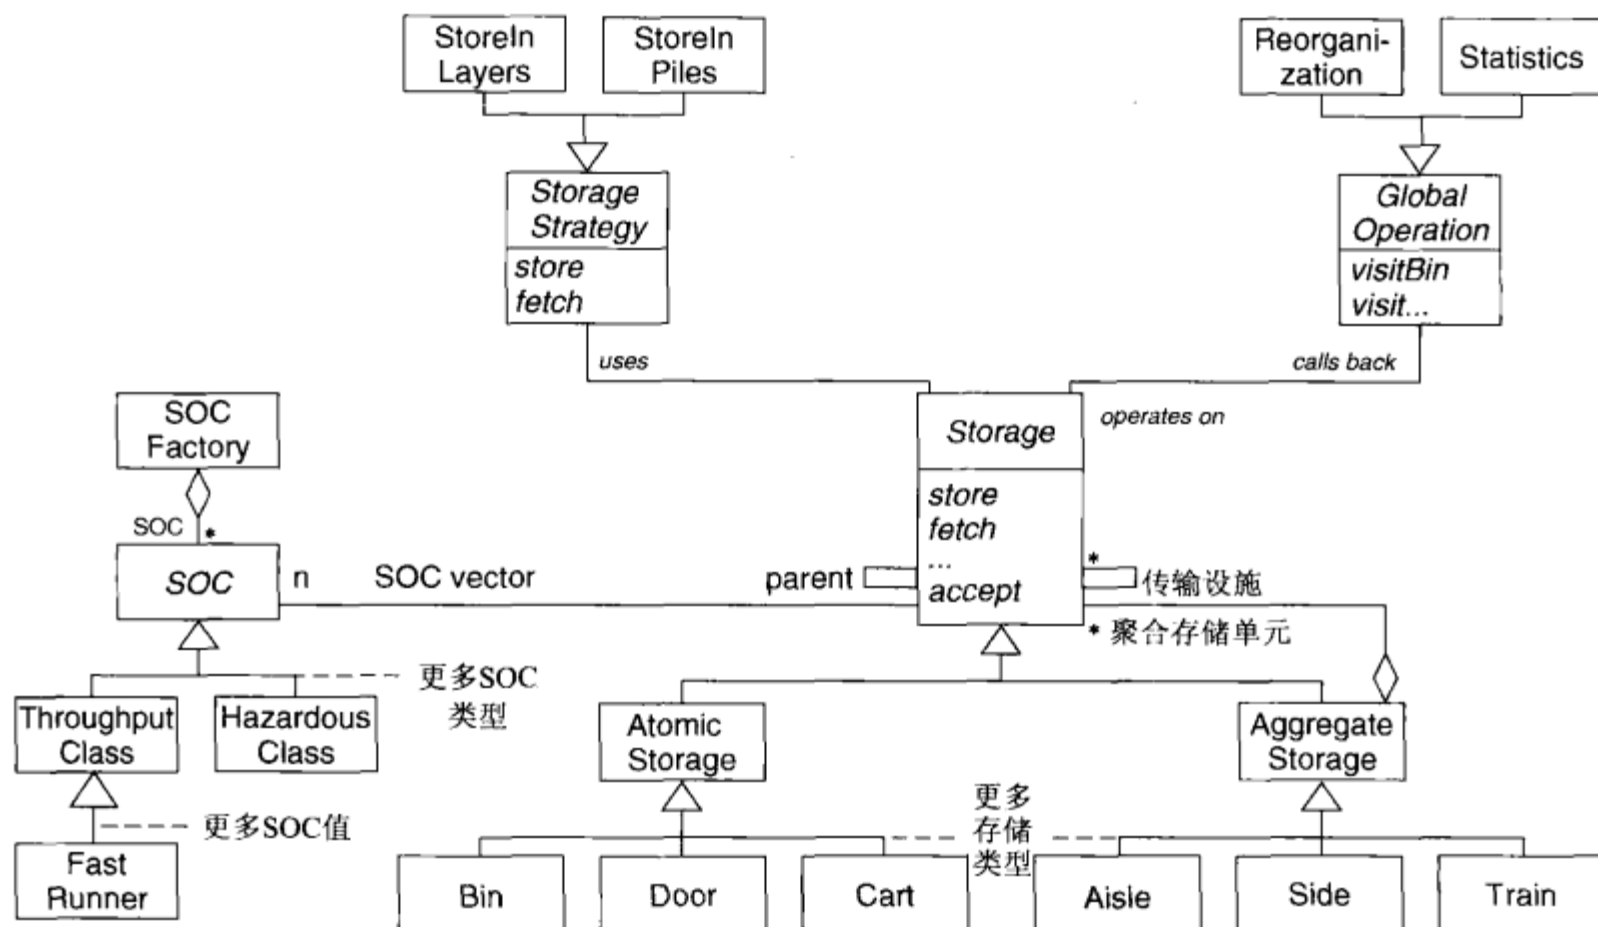 StoreIn
Layers
StoreIn
Piles
Reorgani-
zation
Statistics
Storage
Strategy
store
fetch
Global
Operation
visitBin
visit...
uses
calls back
SOC
Factory
Storage
operates on
store
fetch
...
accept
SOC
*
SOC
n
SOC vector
parent
*
传输设施
* 聚合存储单元
更多SOC
类型
Throughput
Class
Hazardous
Class
Atomic
Storage
Aggregate
Storage
更多SOC值
更多
存储
类型
Fast
Runner
Bin
Door
Cart
Aisle
Side
Train